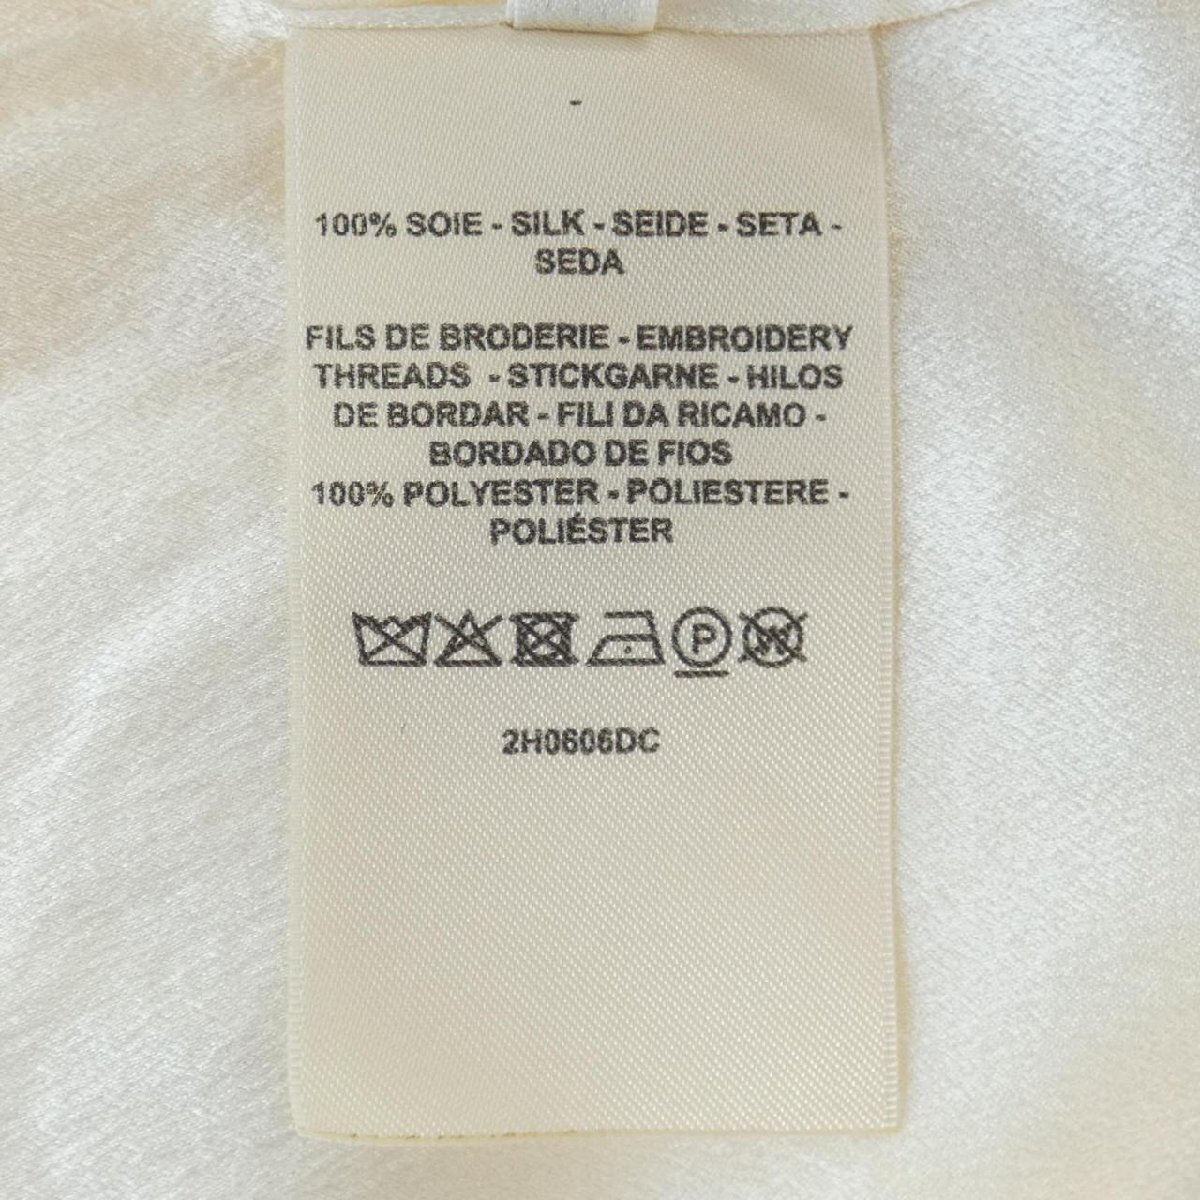 100% SOIE - SILK - SEIDE - SETA -
SEDA
FILS DE BRODERIE - EMBROIDERY
THREADS - STICKGARNE - HILOS
DE BORDAR - FILI DA RICAMO -
BORDADO DE FIOS
100% POLYESTER - POLIESTERE -
POLIÉSTER
P W
2H0606DC